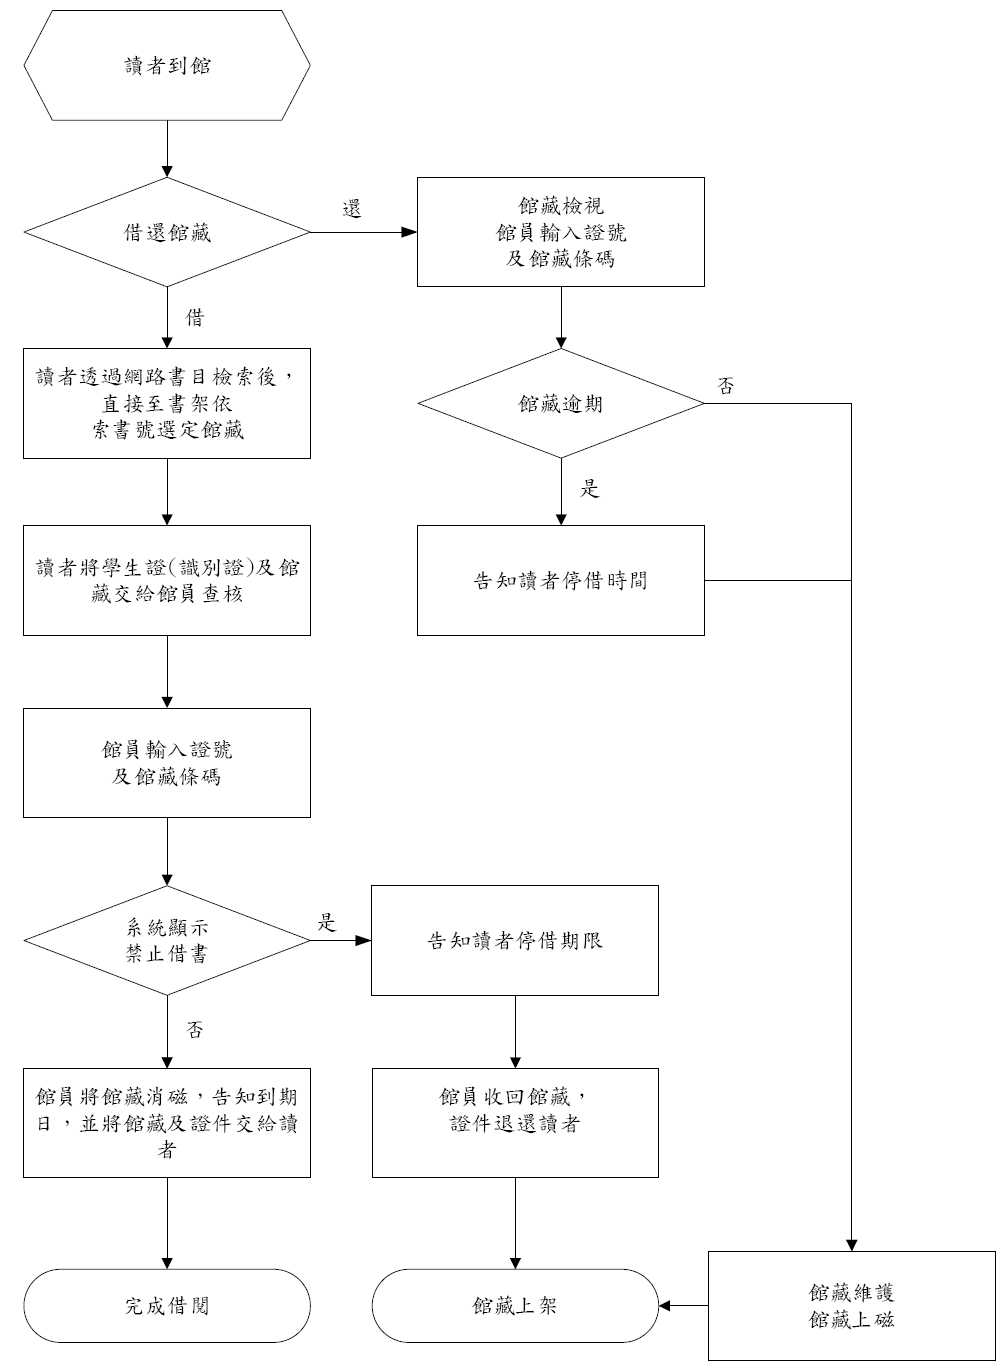 讀者到館
借還館藏
還
館藏檢視
館員輸入證號
及館藏條碼
借
讀者透過網路書目檢索後，
直接至書架依
索書號選定館藏
館藏逾期
否
是
讀者將學生證(識別證)及館
藏交給館員查核
告知讀者停借時間
館員輸入證號
及館藏條碼
系統顯示
禁止借書
是
告知讀者停借期限
否
館員將館藏消磁，告知到期
日，並將館藏及證件交給讀
者
館員收回館藏，
證件退還讀者
完成借閱
館藏上架
館藏維護
館藏上磁